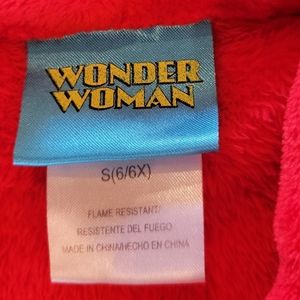 WONDER
WOMAN
S(6/6X)
FLAME RESISTANT/
RESISTENTE DEL FUEGO
MADE IN CHINA/HECHO EN CHINA